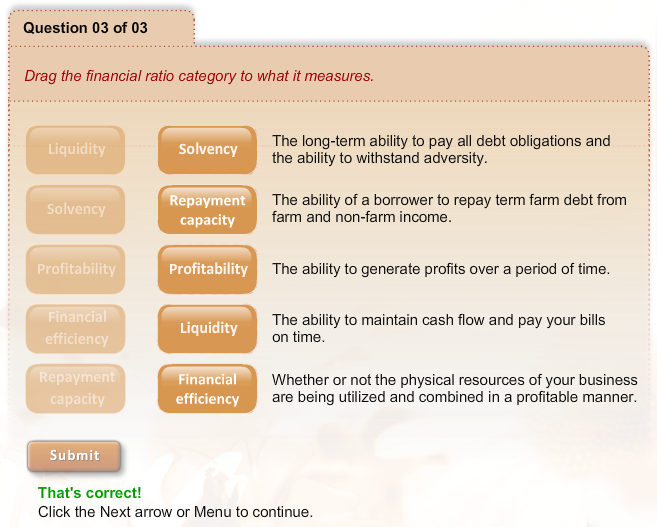 Question 03 of 03
Drag the financial ratio category to what it measures.
Liquidity
Solvency
The long-term ability to pay all debt obligations and
the ability to withstand adversity.
Solvency
Repayment
capacity
The ability of a borrower to repay term farm debt from
farm and non-farm income.
Profitability
Profitability
The ability to generate profits over a period of time.
Financial
efficiency
Liquidity
The ability to maintain cash flow and pay your bills
on time.
Repayment
capacity
Financial
efficiency
Whether or not the physical resources of your business
are being utilized and combined in a profitable manner.
Submit
That's correct!
Click the Next arrow or Menu to continue.